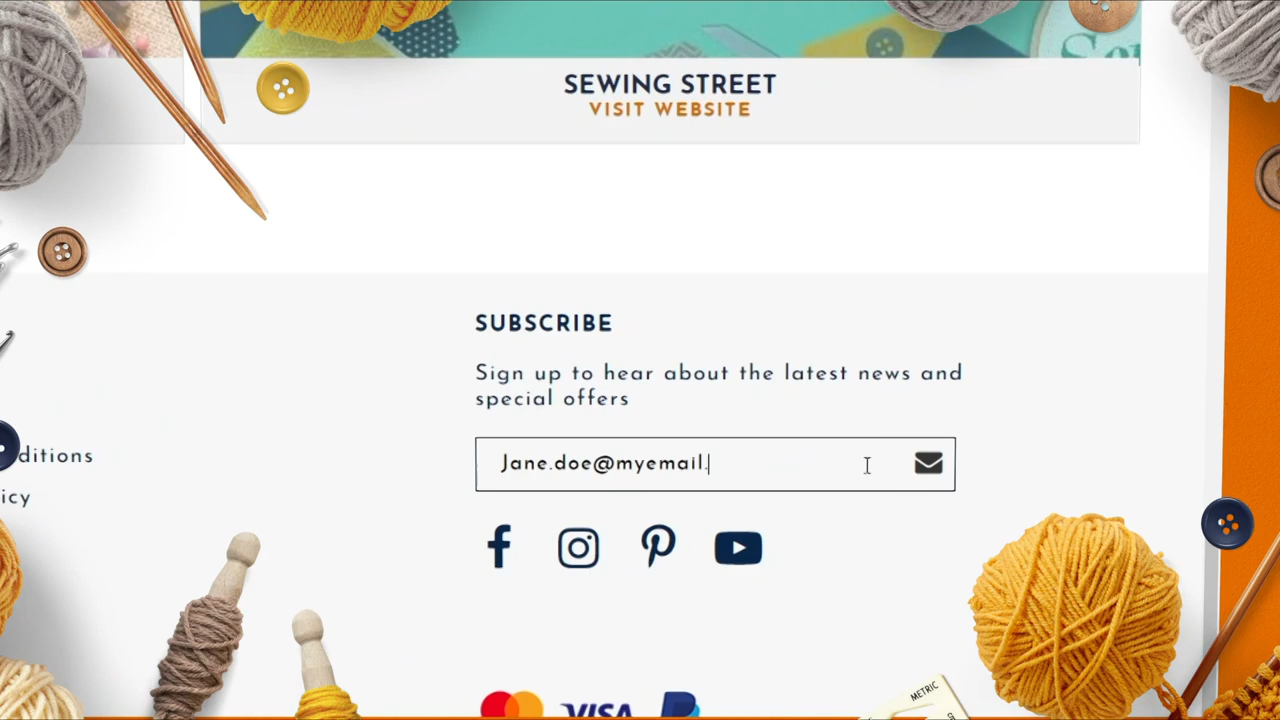 SEWING STREET
VISIT WEBSITE
SUBSCRIBE
Sign up to hear about the latest news and
special offers
Jane.doe@myemail.
ditions
icy
VISA
METRIC